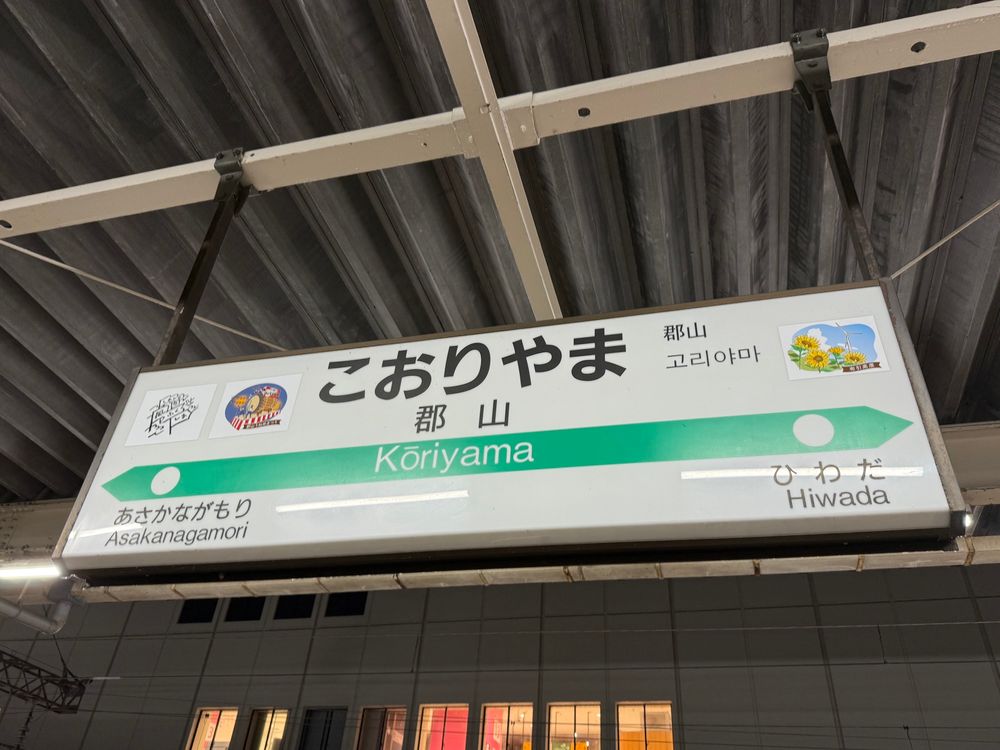 こおりやま
郡山
고리야마
郡山
Kōriyama
あさかながもり
Asakanagamori
ひわだ
Hiwada